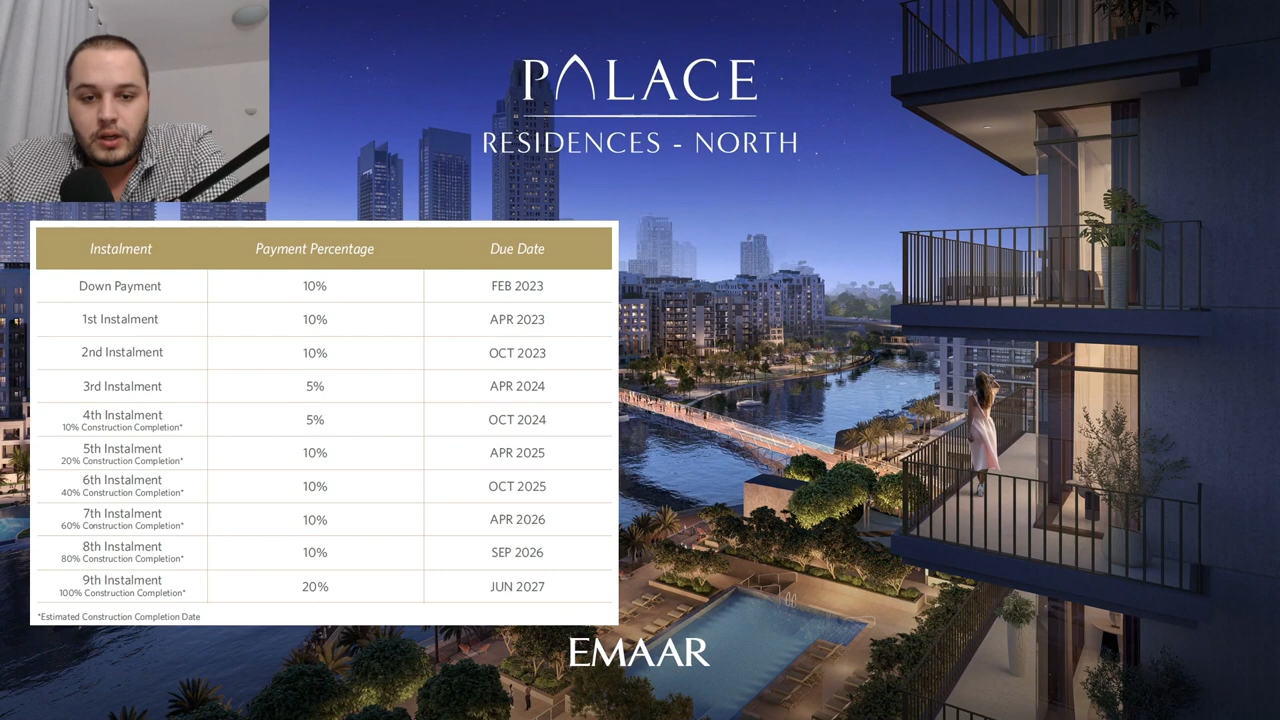 PALACE
RESIDENCES - NORTH
Instalment Payment Percentage Due Date
Down Payment 10% FEB 2023
1st Instalment 10% APR 2023
2nd Instalment 10% OCT 2023
3rd Instalment 5% APR 2024
4th Instalment 5% OCT 2024
10% Construction Completion*
5th Instalment 10% APR 2025
20% Construction Completion*
6th Instalment 10% OCT 2025
40% Construction Completion*
7th Instalment 10% APR 2026
60% Construction Completion*
8th Instalment 10% SEP 2026
80% Construction Completion*
9th Instalment 20% JUN 2027
100% Construction Completion*
*Estimated Construction Completion Date
EMAAR